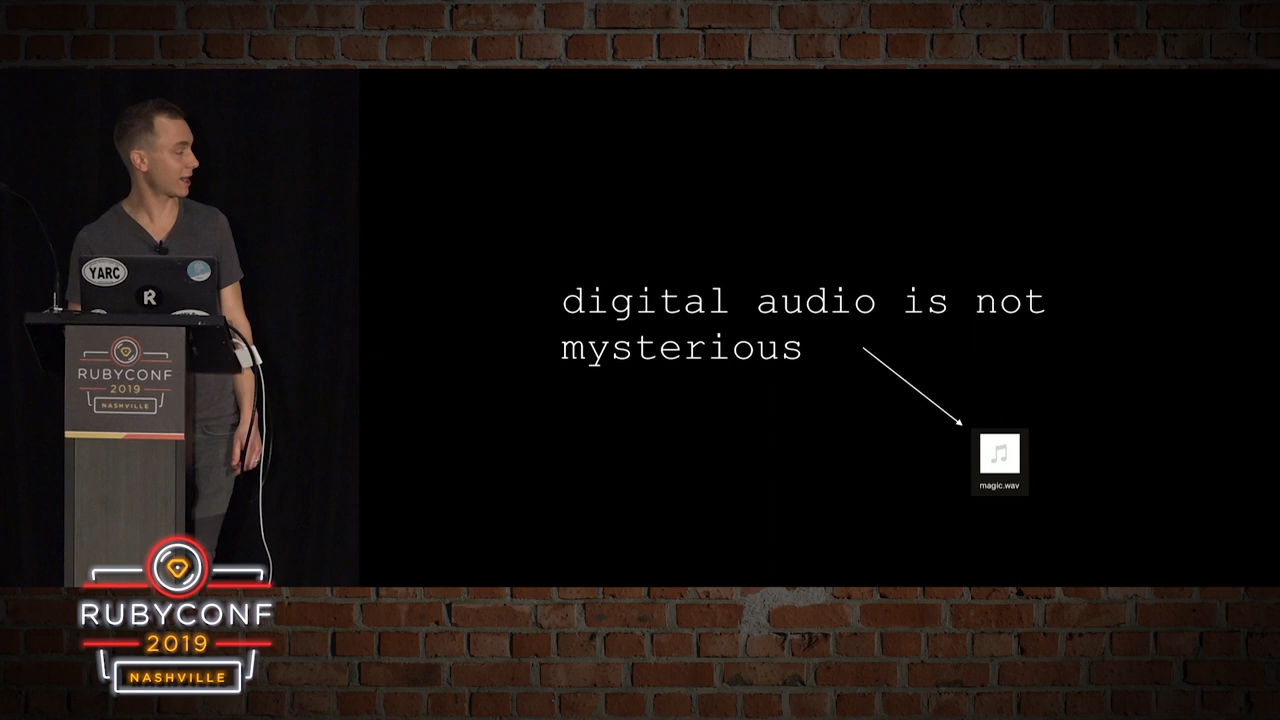 YARC
R
RUBYCONF
2019
NASHVILLE
digital audio is not
mysterious
magic.wav
RUBYCONF
2019
NASHVILLE